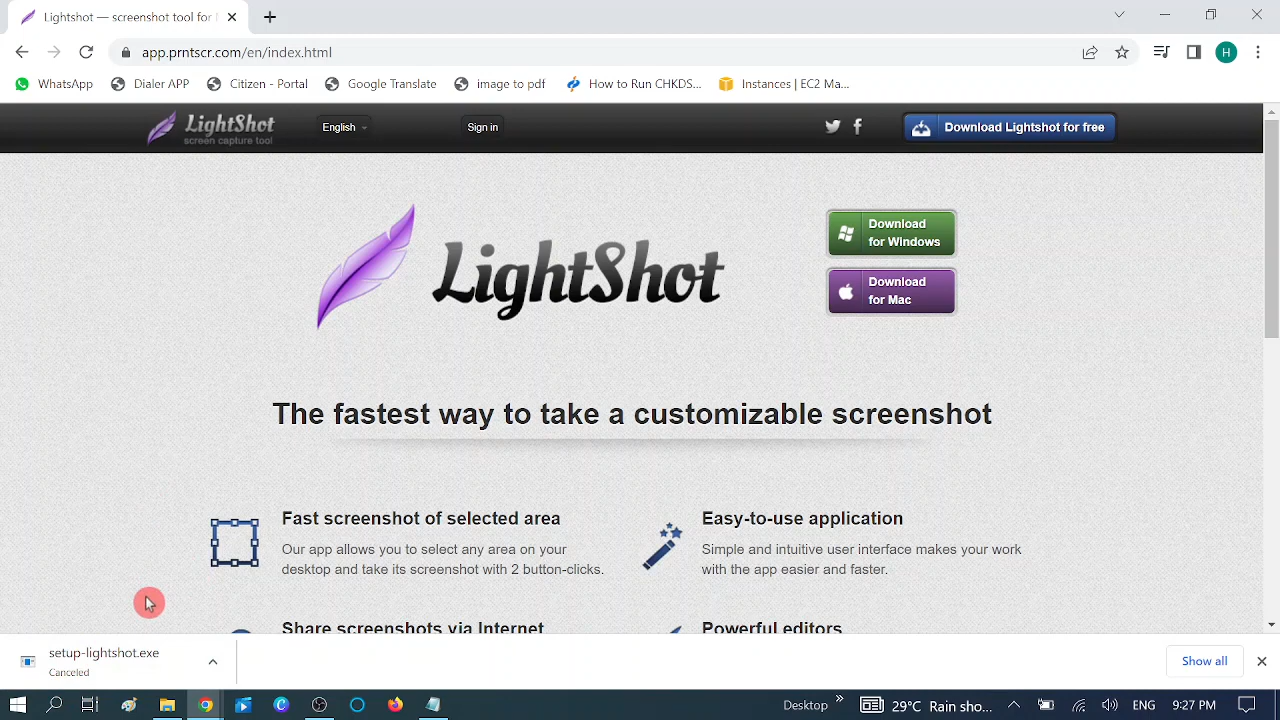 Lightshot — screenshot tool for
app.prntscr.com/en/index.html
H
WhatsApp
Dialer APP
Citizen - Portal
Google Translate
image to pdf
How to Run CHKDS...
Instances | EC2 Ma...
LightShot
screen capture tool
English
Sign in
Download Lightshot for free
LightShot
Download
for Windows
Download
for Mac
The fastest way to take a customizable screenshot
Fast screenshot of selected area
Our app allows you to select any area on your
desktop and take its screenshot with 2 button-clicks.
Easy-to-use application
Simple and intuitive user interface makes your work
with the app easier and faster.
Share screenshots via Internet
Powerful editors
setup-lightshot.exe
Canceled
Show all
Desktop
29°C Rain sho...
ENG
9:27 PM